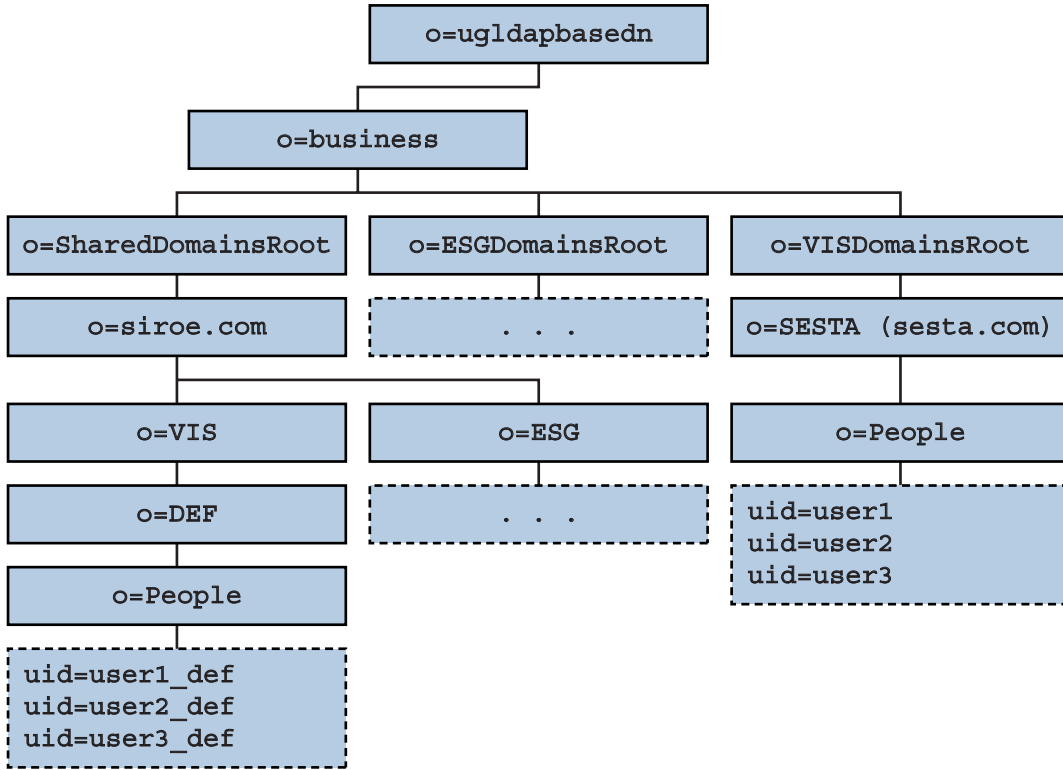 o=ugldapbasedn
o=business
o=SharedDomainsRoot
o=ESGDomainsRoot
o=VISDomainsRoot
o=siroe.com
. . .
o=SESTA (sesta.com)
o=VIS
o=ESG
o=People
o=DEF
. . .
uid=user1
uid=user2
uid=user3
o=People
uid=user1_def
uid=user2_def
uid=user3_def